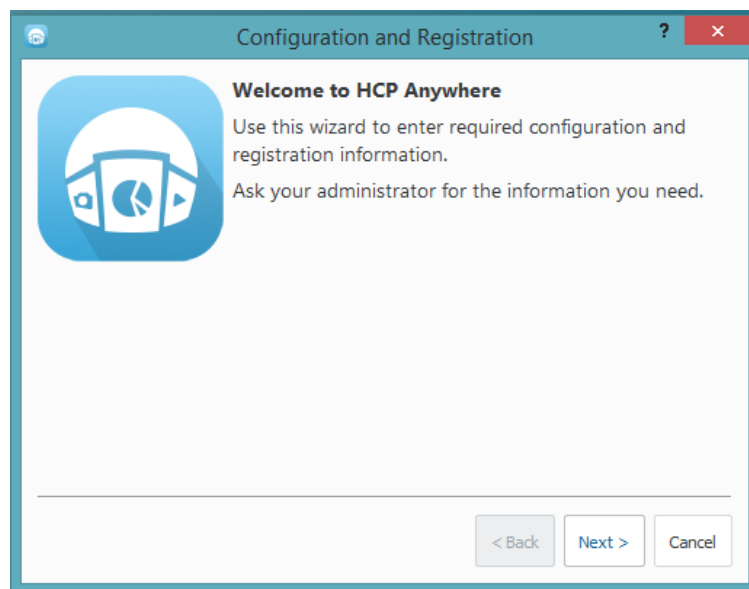 Configuration and Registration ? ×
Welcome to HCP Anywhere
Use this wizard to enter required configuration and
registration information.
Ask your administrator for the information you need.
< Back Next > Cancel